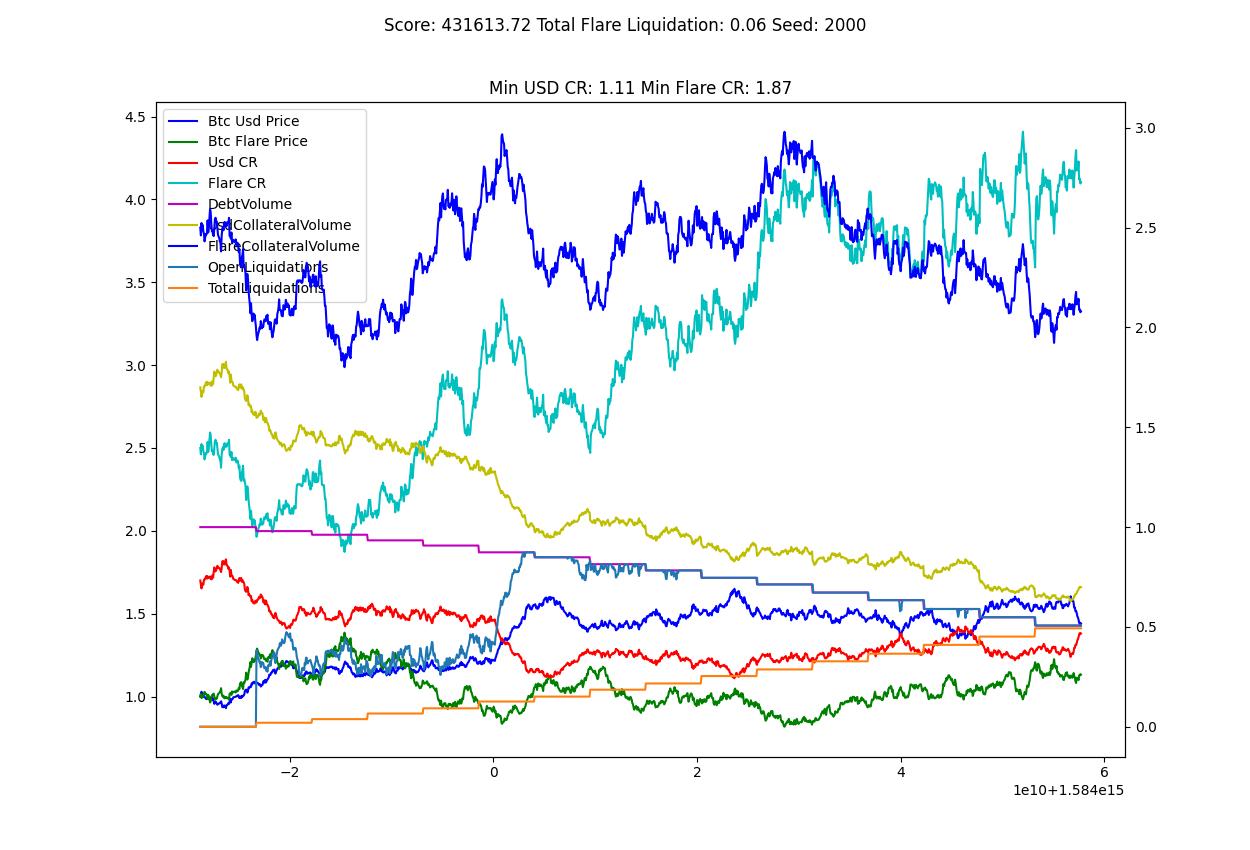 Score: 431613.72 Total Flare Liquidation: 0.06 Seed: 2000
Min USD CR: 1.11 Min Flare CR: 1.87
Btc Usd Price
Btc Flare Price
Usd CR
Flare CR
DebtVolume
UsdCollateralVolume
FlareCollateralVolume
OpenLiquidations
TotalLiquidations
4.5
4.0
3.5
3.0
2.5
2.0
1.5
1.0
3.0
2.5
2.0
1.5
1.0
0.5
0.0
−2
0
2
4
6
1e10+1.584e15